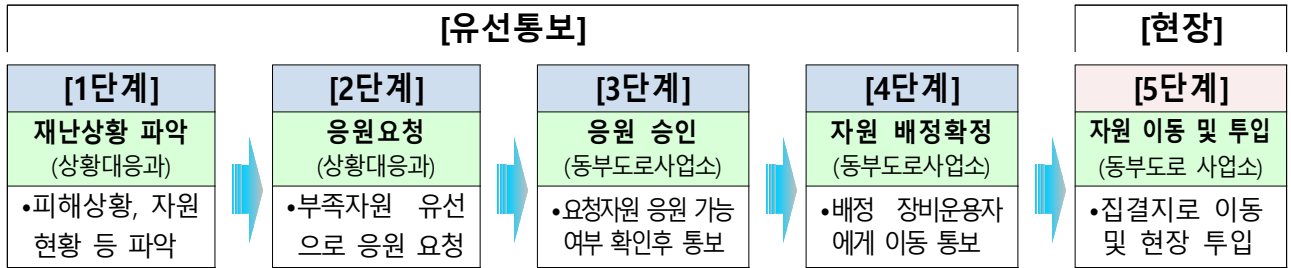 [유선통보]
[현장]
[1단계]
재난상황 파악
(상황대응과)
•피해상황, 자원
현황 등 파악
[2단계]
응원요청
(상황대응과)
•부족자원 유선
으로 응원 요청
[3단계]
응원 승인
(동부도로사업소)
•요청자원 응원 가능
여부 확인후 통보
[4단계]
자원 배정확정
(동부도로사업소)
•배정 장비운용자
에게 이동 통보
[5단계]
자원 이동 및 투입
(동부도로 사업소)
•집결지로 이동
및 현장 투입